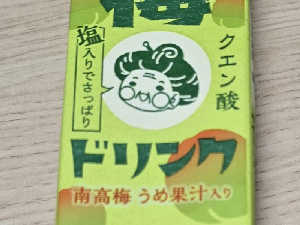 梅
塩入りでさっぱり
クエン酸
ドリンク
南高梅 うめ果汁入り